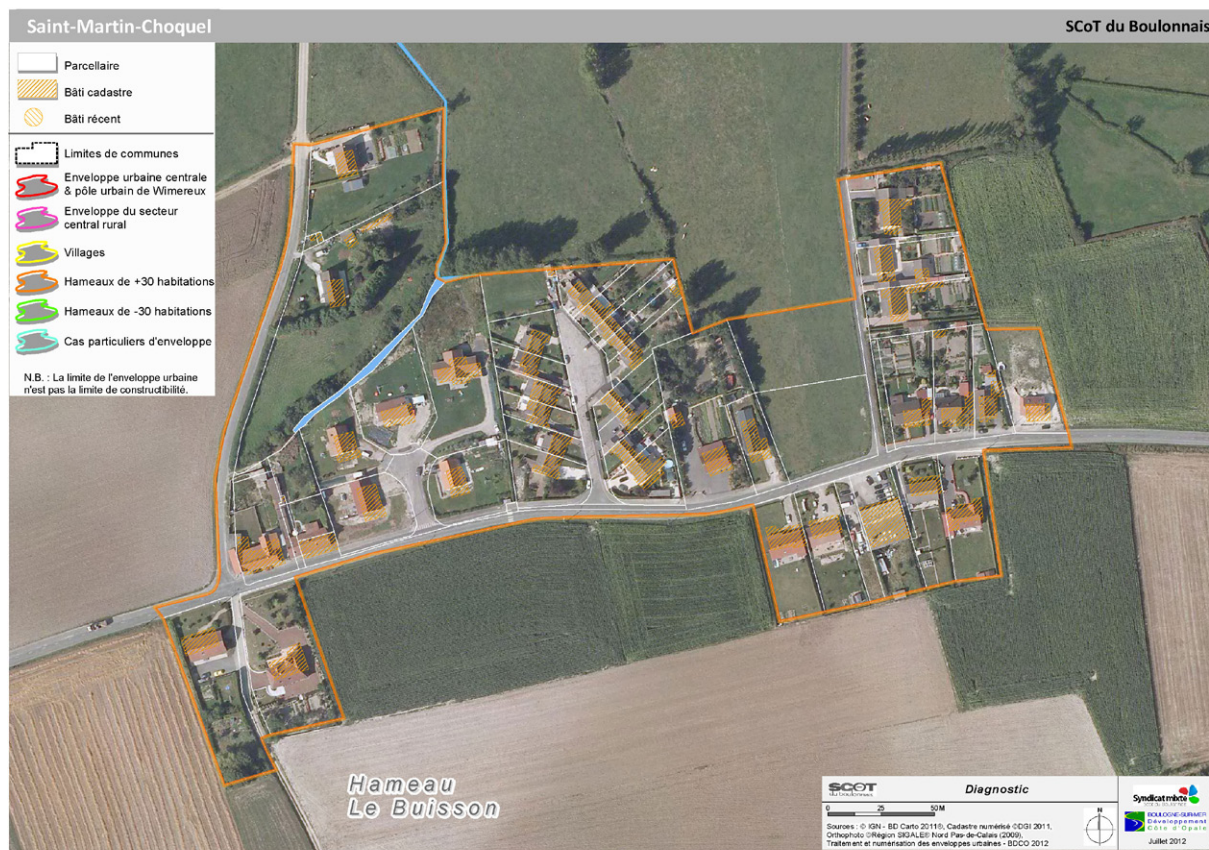 Saint-Martin-Choquel
SCoT du Boulonnais
Parcellaire
Bâti cadastre
Bâti récent
Limites de communes
Enveloppe urbaine centrale
& pôle urbain de Wimereux
Enveloppe du secteur
central rural
Villages
Hameaux de +30 habitations
Hameaux de -30 habitations
Cas particuliers d'enveloppe
N.B. : La limite de l'enveloppe urbaine
n'est pas la limite de constructibilité.
Hameau
Le Buisson
SCOT
du boulonnais
Diagnostic
0 25 50 M
Sources : © IGN - BD Carto 2011®, Cadastre numérisé ©DGI 2011,
Orthophoto ©Région SIGALE® Nord Pas-de-Calais (2009),
Traitement et numérisation des enveloppes urbaines - BDCO 2012
N
Syndicat mixte
BOULOGNE-SUR-MER
Développement
Côte d'Opale
Juillet 2012